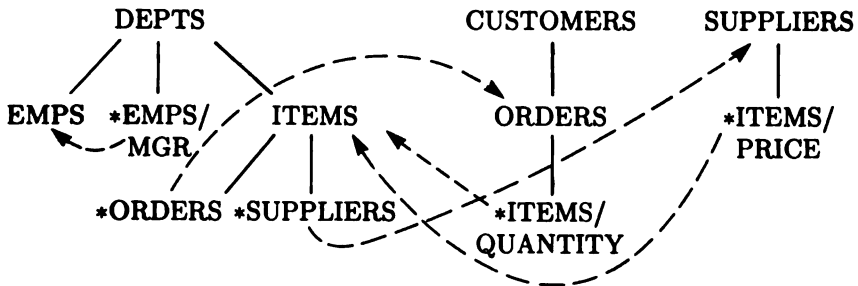 DEPTS CUSTOMERS SUPPLIERS
EMPS *EMPS/ ITEMS ORDERS *ITEMS/
MGR PRICE
*ORDERS *SUPPLIERS *ITEMS/
QUANTITY